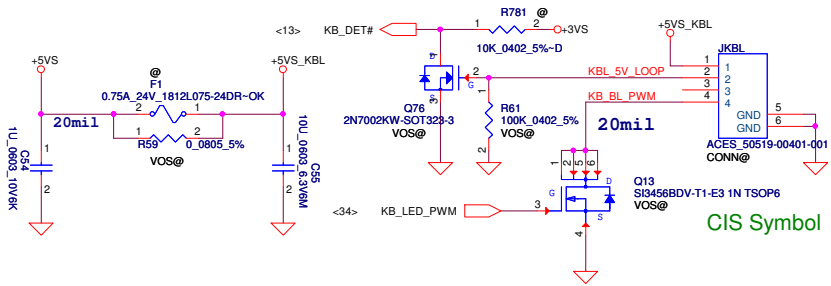 R781 @
<13> KB_DET# 1 2 +3VS
10K_0402_5%~D
+5VS_KBL
JKBL
+5VS
@
F1
0.75A_24V_1812L075-24DR~OK
+5VS_KBL
1 D
2 G
3 S
KBL_5V_LOOP
KB_BL_PWM
1 1
2 2
3 3
4 4
GND 5
GND 6
ACES_50519-00401-001
CONN@
2 1
20mil
2 0_0805_5% 1
R59
VOS@
Q76
2N7002KW-SOT323-3
VOS@
1
R61
100K_0402_5%
VOS@
2
20mil
1
C54
1U_0603_10V6K
2
1
C55
10U_0603_6.3V6M
2
1 2 5 6
D
Q13
SI3456BDV-T1-E3 1N TSOP6
VOS@
G
S
<34> KB_LED_PWM 3
4
CIS Symbol